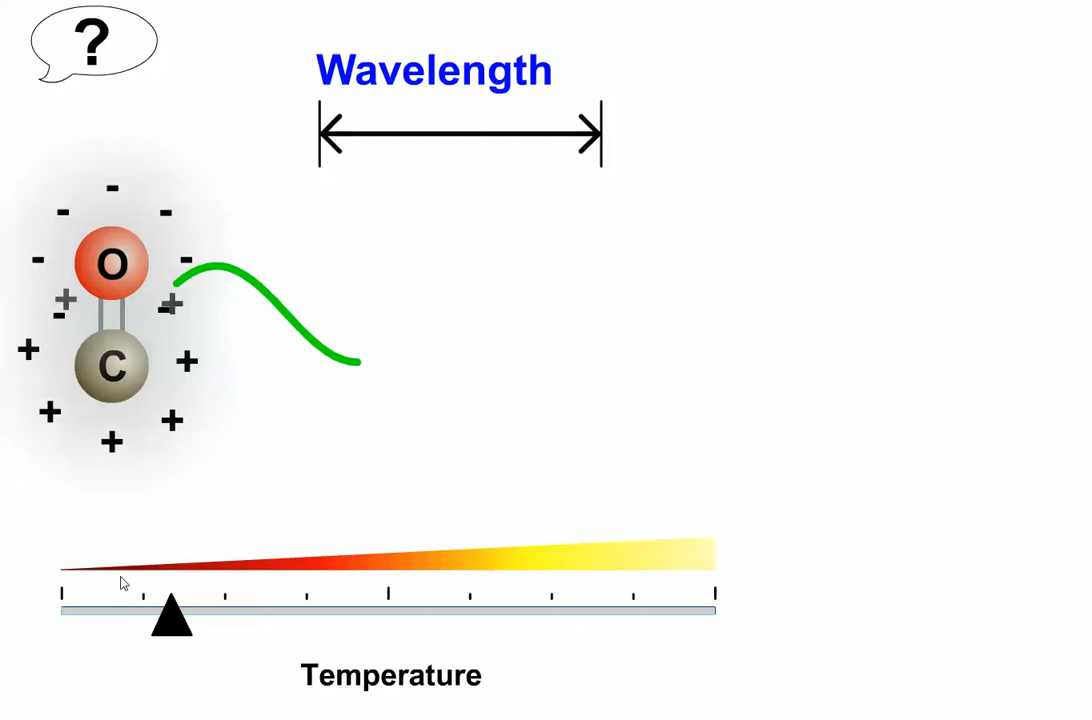 ?
Wavelength
- - -
O
- -
+ - - +
+ C +
+ +
+
Temperature